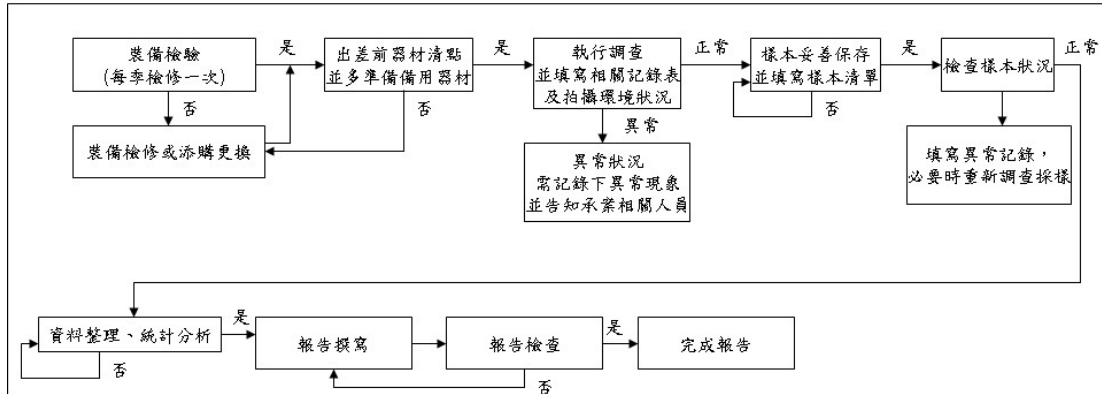 裝備檢驗
(每季檢修一次)
是
否
裝備檢修或添購更換
出差前器材清點
並多準備備用器材
是
否
執行調查
並填寫相關記錄表
及拍攝環境狀況
正常
異常
異常狀況
需記錄下異常現象
並告知承案相關人員
樣本妥善保存
並填寫樣本清單
是
否
檢查樣本狀況
正常
填寫異常記錄，
必要時重新調查採樣
資料整理、統計分析
是
否
報告撰寫
報告檢查
是
否
完成報告